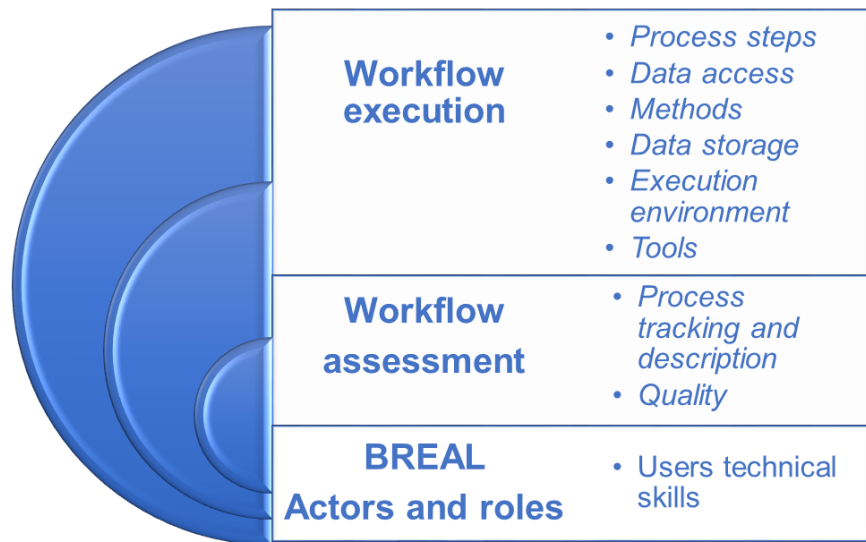 Workflow
execution
• Process steps
• Data access
• Methods
• Data storage
• Execution
environment
• Tools
Workflow
assessment
• Process
tracking and
description
• Quality
BREAL
Actors and roles
• Users technical
skills